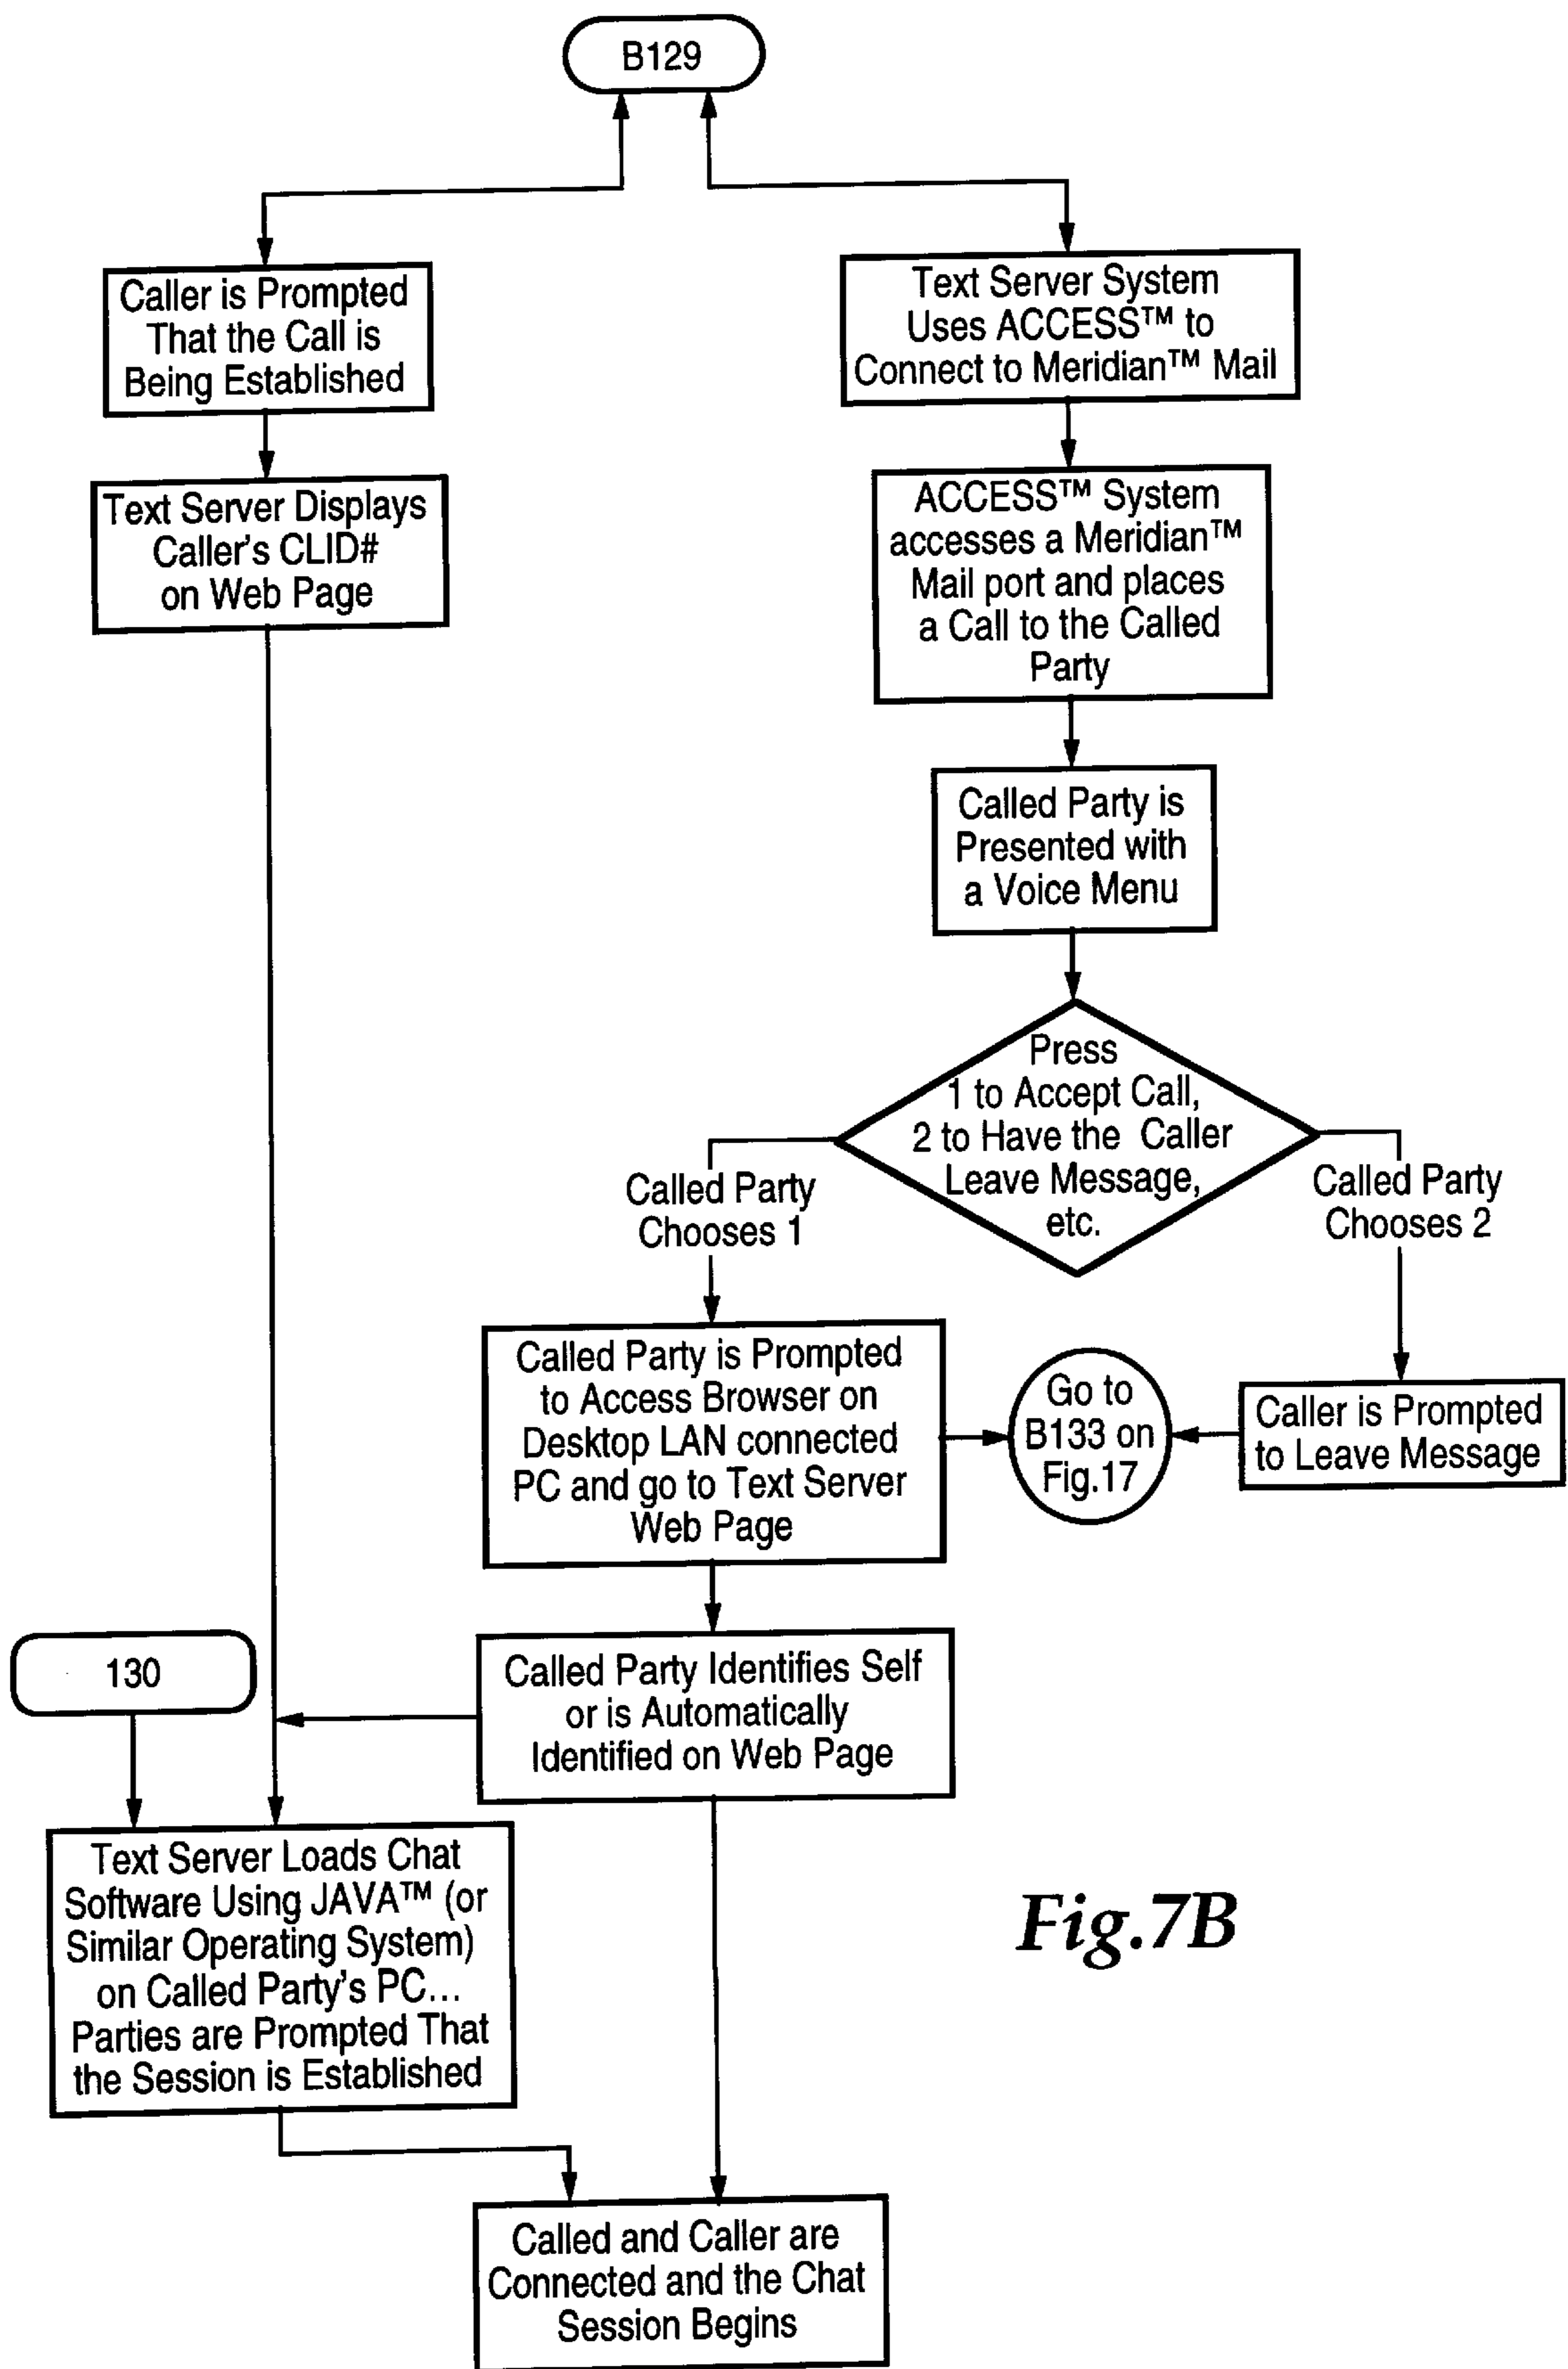 B129
Caller is Prompted
That the Call is
Being Established
Text Server System
Uses ACCESS™ to
Connect to Meridian™ Mail
Text Server Displays
Caller's CLID#
on Web Page
ACCESS™ System
accesses a Meridian™
Mail port and places
a Call to the Called
Party
Called Party is
Presented with
a Voice Menu
Press
1 to Accept Call,
2 to Have the Caller
Leave Message,
etc.
Called Party
Chooses 1
Called Party
Chooses 2
Called Party is Prompted
to Access Browser on
Desktop LAN connected
PC and go to Text Server
Web Page
Go to
B133 on
Fig.17
Caller is Prompted
to Leave Message
130
Called Party Identifies Self
or is Automatically
Identified on Web Page
Text Server Loads Chat
Software Using JAVA™ (or
Similar Operating System)
on Called Party's PC...
Parties are Prompted That
the Session is Established
Fig.7B
Called and Caller are
Connected and the Chat
Session Begins